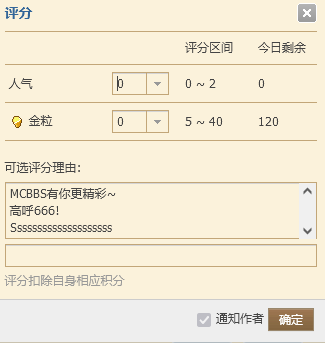 评分
评分区间 今日剩余
人气 0 0 ~ 2 0
金粒 0 5 ~ 40 120
可选评分理由:
MCBBS有你更精彩~
高呼666!
Sssssssssssssssssss
评分扣除自身相应积分
通知作者 确定